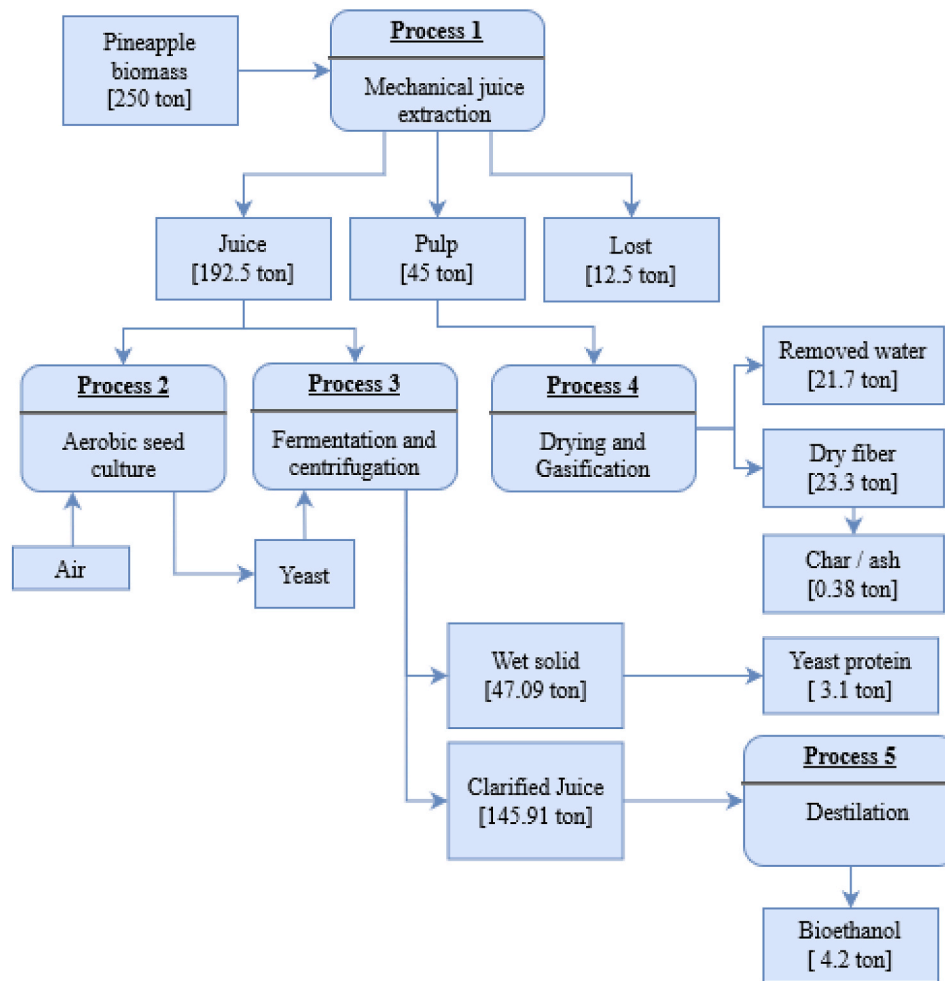 Pineapple
biomass
[250 ton]
Process 1
Mechanical juice
extraction
Juice
[192.5 ton]
Pulp
[45 ton]
Lost
[12.5 ton]
Process 2
Aerobic seed
culture
Process 3
Fermentation and
centrifugation
Process 4
Drying and
Gasification
Removed water
[21.7 ton]
Dry fiber
[23.3 ton]
Char / ash
[0.38 ton]
Air
Yeast
Wet solid
[47.09 ton]
Yeast protein
[ 3.1 ton]
Clarified Juice
[145.91 ton]
Process 5
Destilation
Bioethanol
[ 4.2 ton]